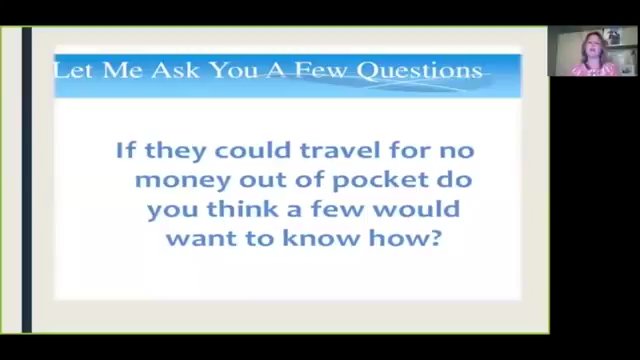 Let Me Ask You A Few Questions
If they could travel for no
money out of pocket do
you think a few would
want to know how?